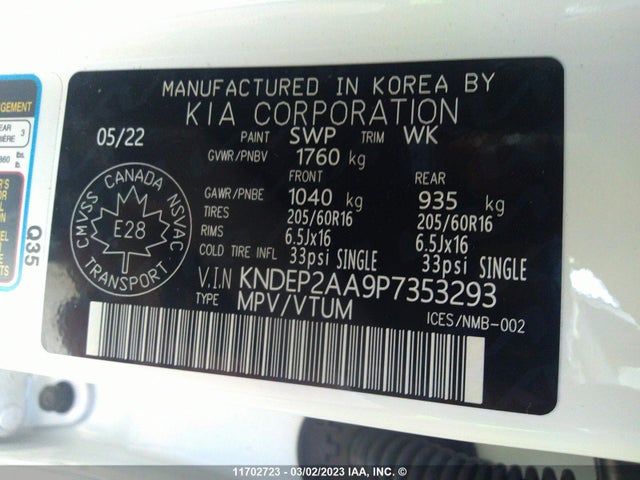 MANUFACTURED IN KOREA BY
KIA CORPORATION
05/22 PAINT SWP TRIM WK
GVWR/PNBV 1760 kg
FRONT REAR
GAWR/PNBE 1040 kg 935 kg
TIRES 205/60R16 205/60R16
RIMS 6.5Jx16 6.5Jx16
COLD TIRE INFL 33psi SINGLE 33psi SINGLE
V.I.N KNDEP2AA9P7353293
TYPE MPV/VTUM
ICES/NMB-002
CANADA
CMVSS NSVAC
E28
TRANSPORT
Q35
11702723 - 03/02/2023 IAA, INC. ©